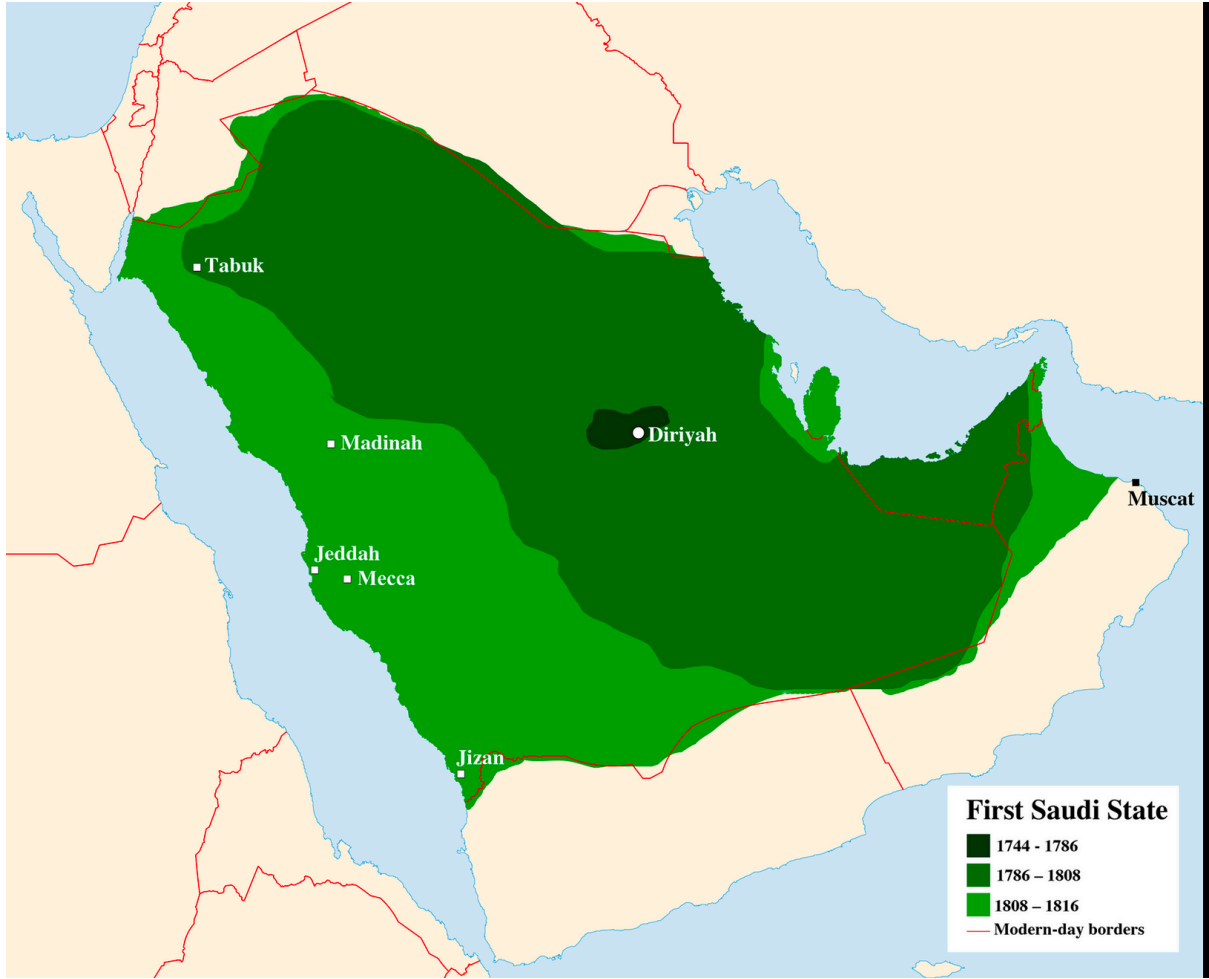 Tabuk
Madinah
Diriyah
Muscat
Jeddah
Mecca
Jizan
First Saudi State
1744 - 1786
1786 – 1808
1808 – 1816
Modern-day borders